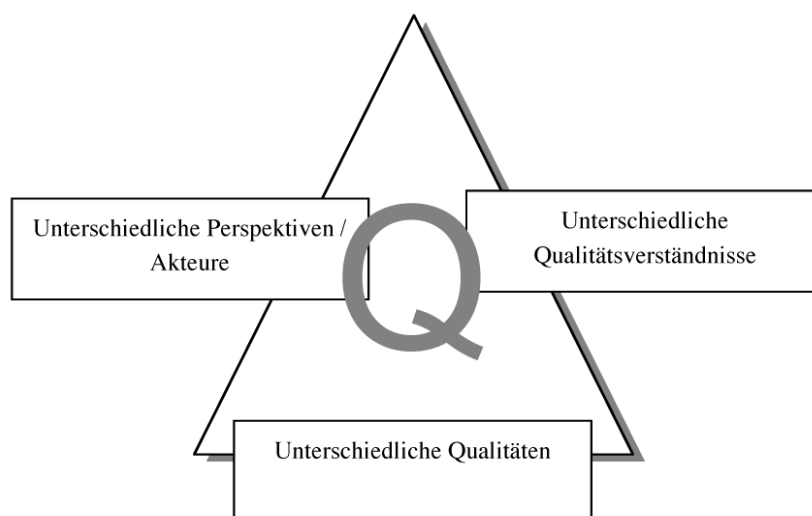 Unterschiedliche Perspektiven /
Akteure
Unterschiedliche
Qualitätsverständnisse
Q
Unterschiedliche Qualitäten